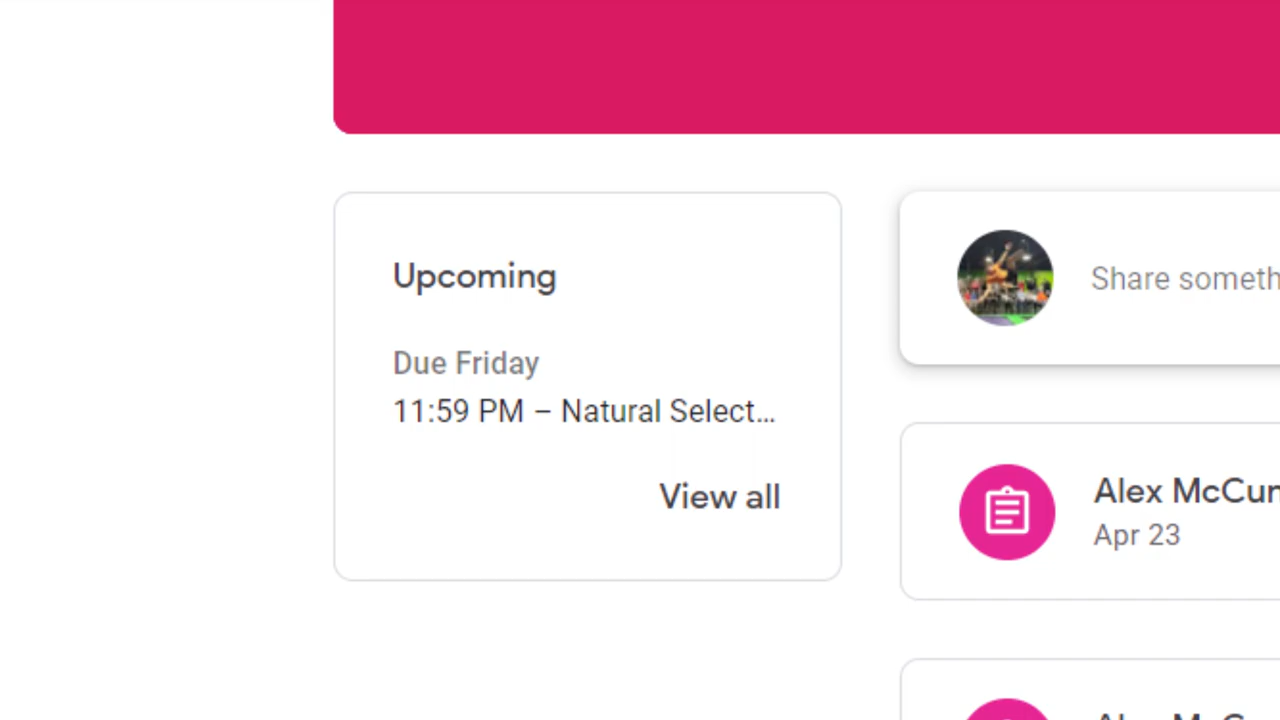 Upcoming
Due Friday
11:59 PM – Natural Select...
View all
Share someth
Alex McCun
Apr 23